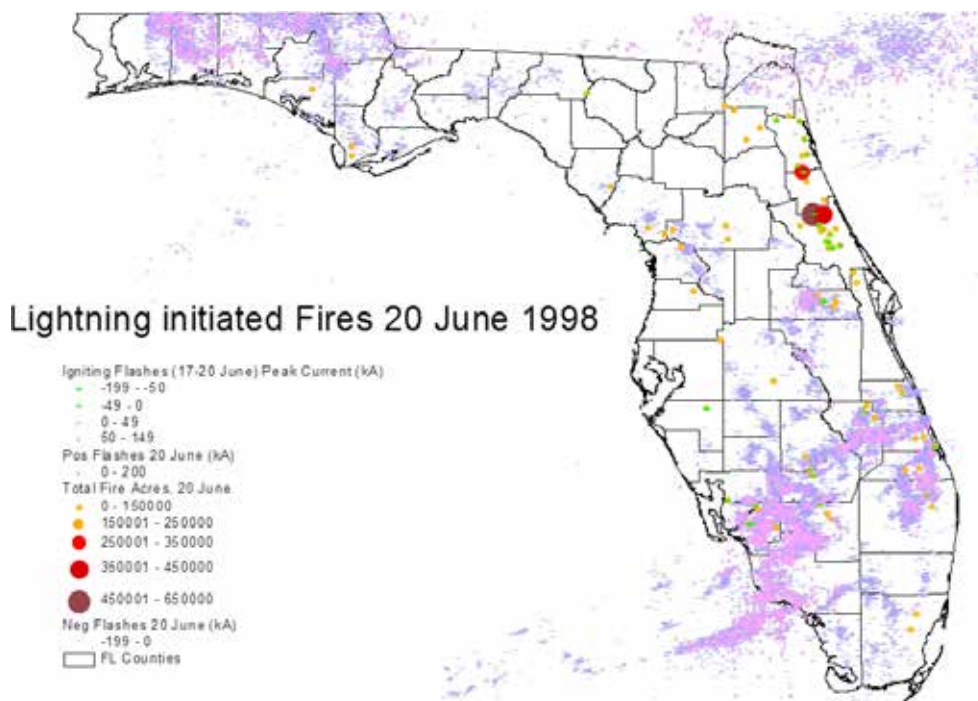 Lightning initiated Fires 20 June 1998
Igniting Flashes (17-20 June) Peak Current (kA)
-199 - -50
-49 - 0
0 - 49
50 - 149
Pos Flashes 20 June (kA)
0 - 200
Total Fire Acres, 20 June
0 - 150000
150001 - 250000
250001 - 350000
350001 - 450000
450001 - 650000
Neg Flashes 20 June (kA)
-199 - 0
FL Counties